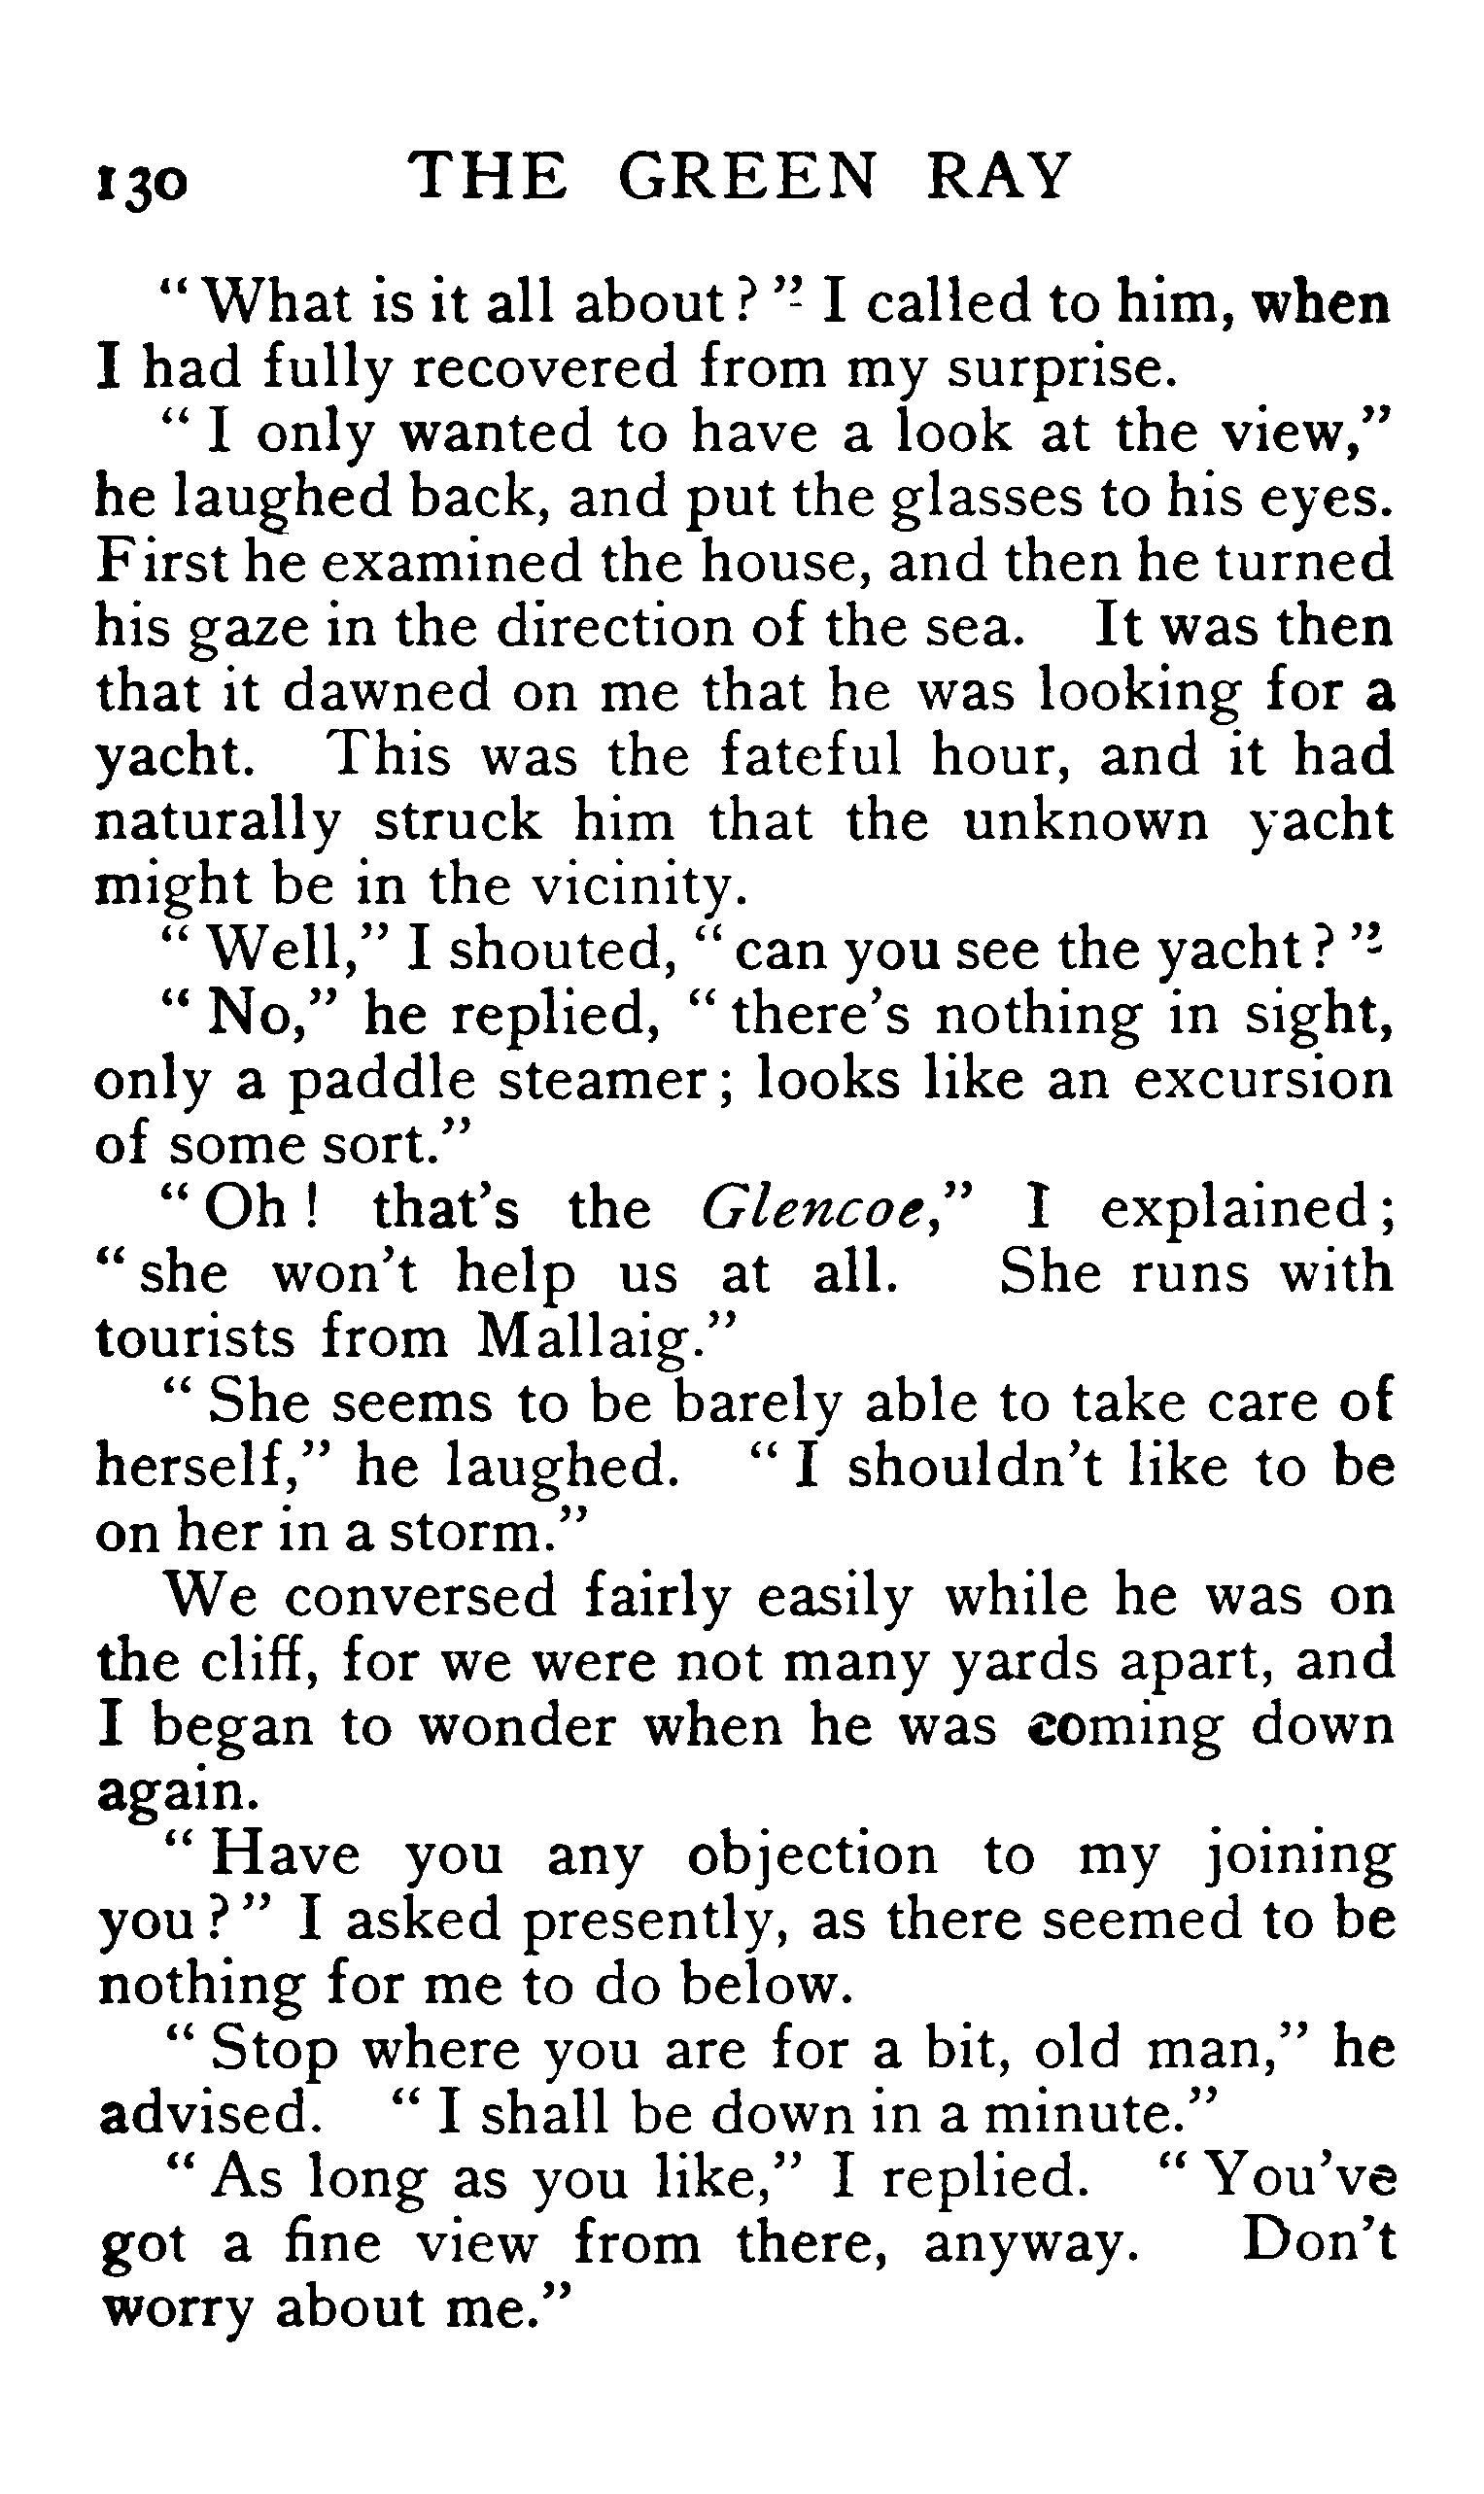 130 THE GREEN RAY
"What is it all about?" I called to him, when
I had fully recovered from my surprise.
"I only wanted to have a look at the view,"
he laughed back, and put the glasses to his eyes.
First he examined the house, and then he turned
his gaze in the direction of the sea. It was then
that it dawned on me that he was looking for a
yacht. This was the fateful hour, and it had
naturally struck him that the unknown yacht
might be in the vicinity.
"Well," I shouted, "can you see the yacht?"
"No," he replied, "there's nothing in sight,
only a paddle steamer; looks like an excursion
of some sort."
"Oh! that's the Glencoe," I explained;
"she won't help us at all. She runs with
tourists from Mallaig."
"She seems to be barely able to take care of
herself," he laughed. "I shouldn't like to be
on her in a storm."
We conversed fairly easily while he was on
the cliff, for we were not many yards apart, and
I began to wonder when he was coming down
again.
"Have you any objection to my joining
you?" I asked presently, as there seemed to be
nothing for me to do below.
"Stop where you are for a bit, old man," he
advised. "I shall be down in a minute."
"As long as you like," I replied. "You've
got a fine view from there, anyway. Don't
worry about me."